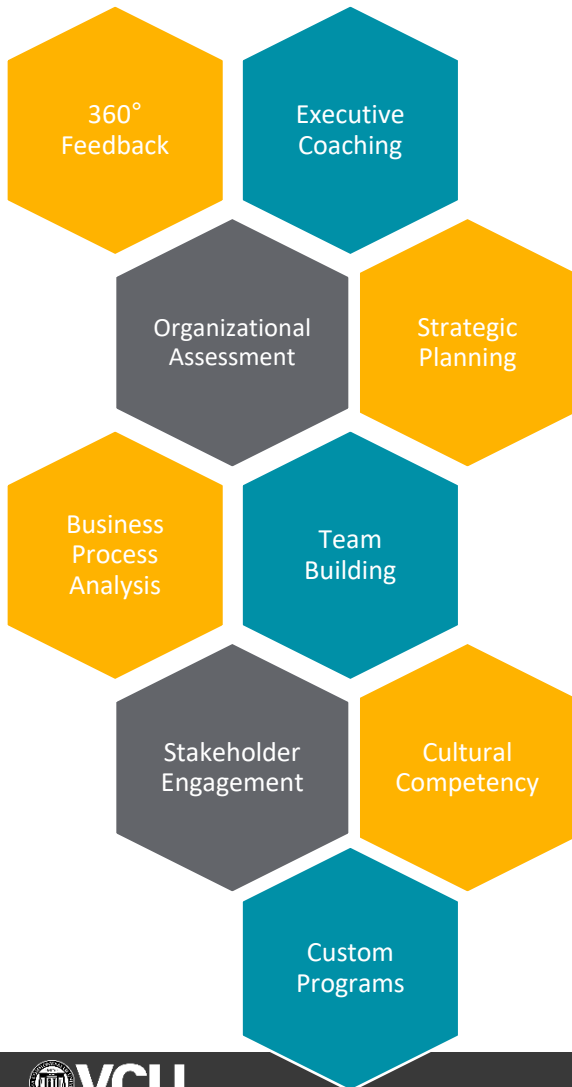 360°
Feedback
Executive
Coaching
Organizational
Assessment
Strategic
Planning
Business
Process
Analysis
Team
Building
Stakeholder
Engagement
Cultural
Competency
Custom
Programs
VCU